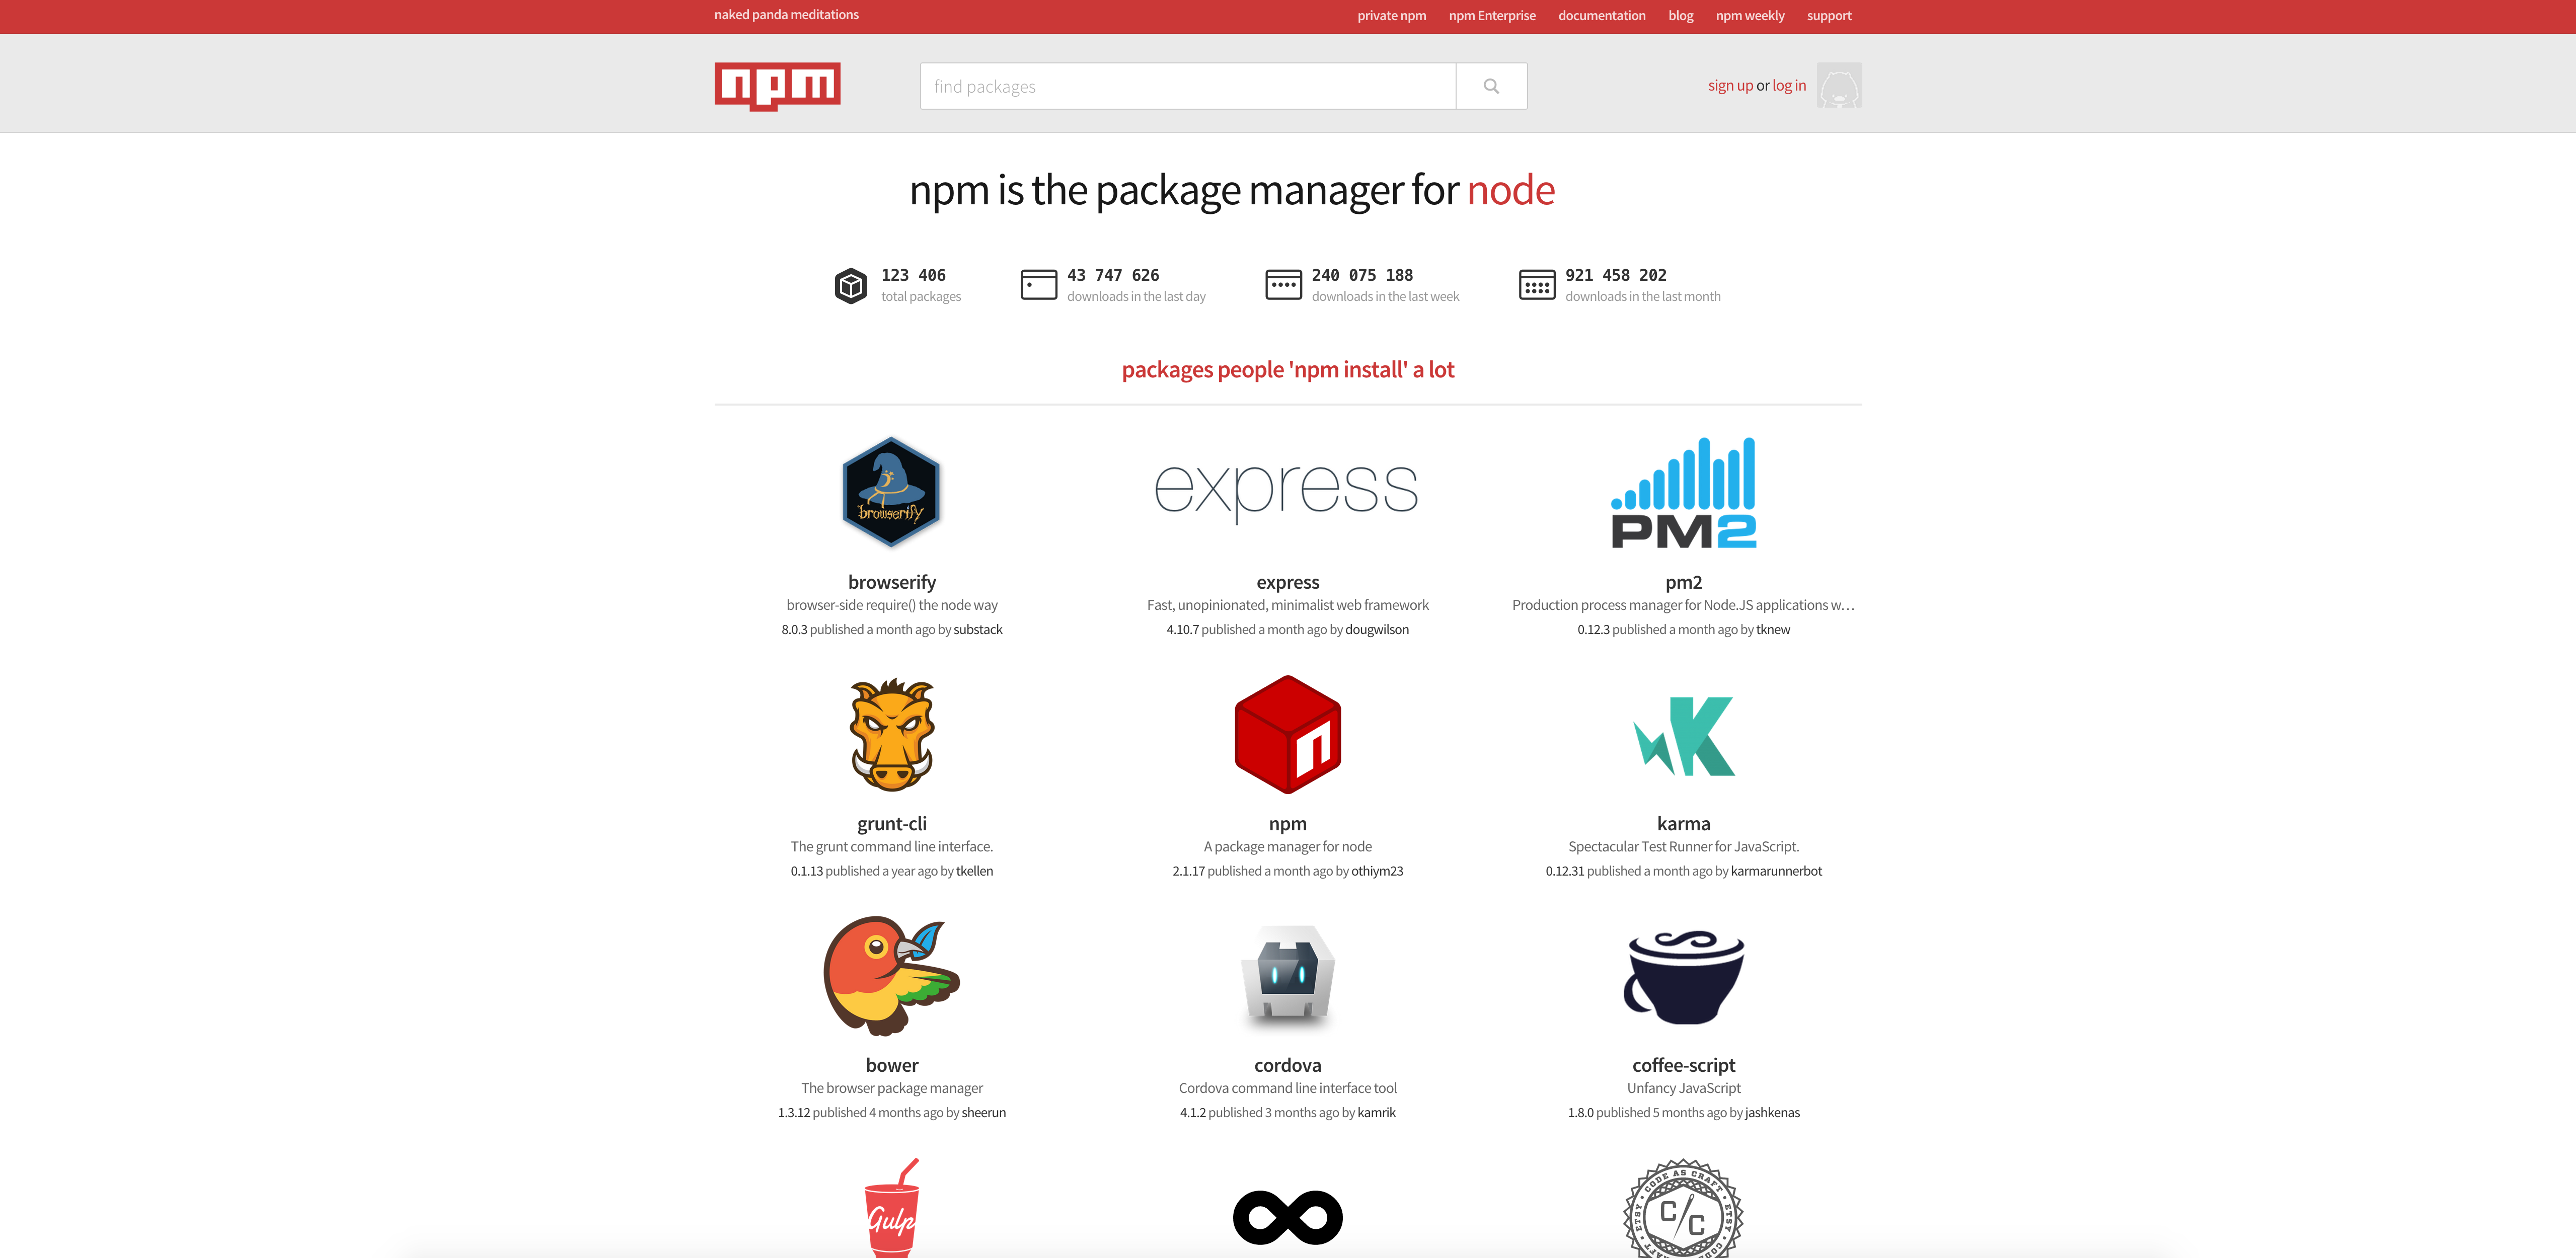 naked panda meditations
private npm npm Enterprise documentation blog npm weekly support
npm
find packages
sign up or log in
npm is the package manager for node
123 406 43 747 626 240 075 188 921 458 202
total packages downloads in the last day downloads in the last week downloads in the last month
packages people 'npm install' a lot
browserify express PM2
browserify express pm2
browser-side require() the node way Fast, unopinionated, minimalist web framework Production process manager for Node.JS applications w…
8.0.3 published a month ago by substack 4.10.7 published a month ago by dougwilson 0.12.3 published a month ago by tknew
n K
grunt-cli npm karma
The grunt command line interface. A package manager for node Spectacular Test Runner for JavaScript.
0.1.13 published a year ago by tkellen 2.1.17 published a month ago by othiym23 0.12.31 published a month ago by karmarunnerbot
bower cordova coffee-script
The browser package manager Cordova command line interface tool Unfancy JavaScript
1.3.12 published 4 months ago by sheerun 4.1.2 published 3 months ago by kamrik 1.8.0 published 5 months ago by jashkenas
Gulp CODE AS CRAFT ETSY C/C ETSY